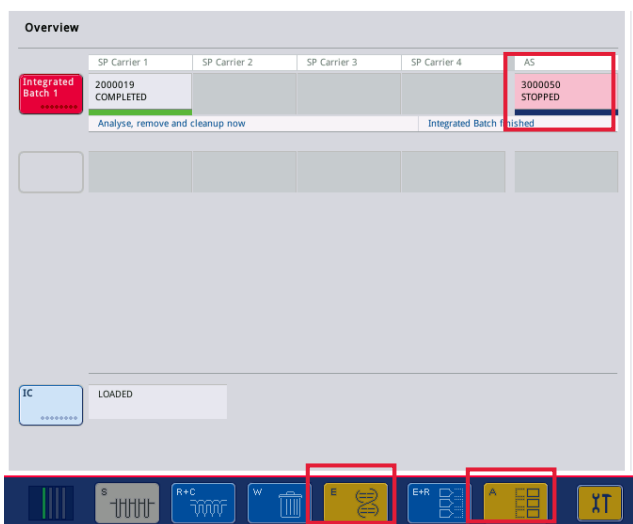 Overview
SP Carrier 1 SP Carrier 2 SP Carrier 3 SP Carrier 4 AS
Integrated
Batch 1
2000019
COMPLETED
3000050
STOPPED
Analyse, remove and cleanup now Integrated Batch finished
IC
LOADED
S R+C W E E+R A